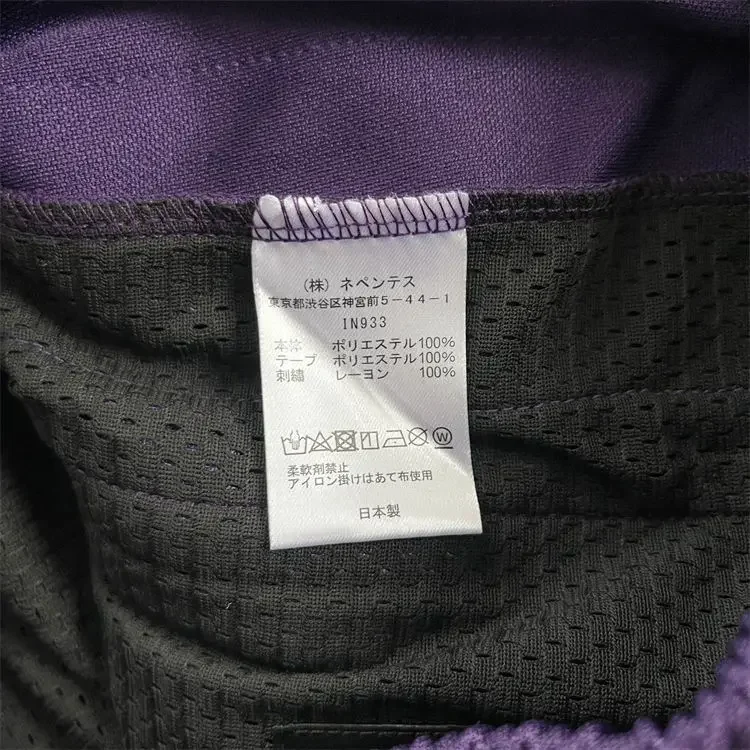 （株）ネペンテス
東京都渋谷区神宮前5－44－1
IN933
本体 ポリエステル100%
テープ ポリエステル100%
刺繍 レーヨン 100%
W
柔軟剤禁止
アイロン掛けはあて布使用
日本製